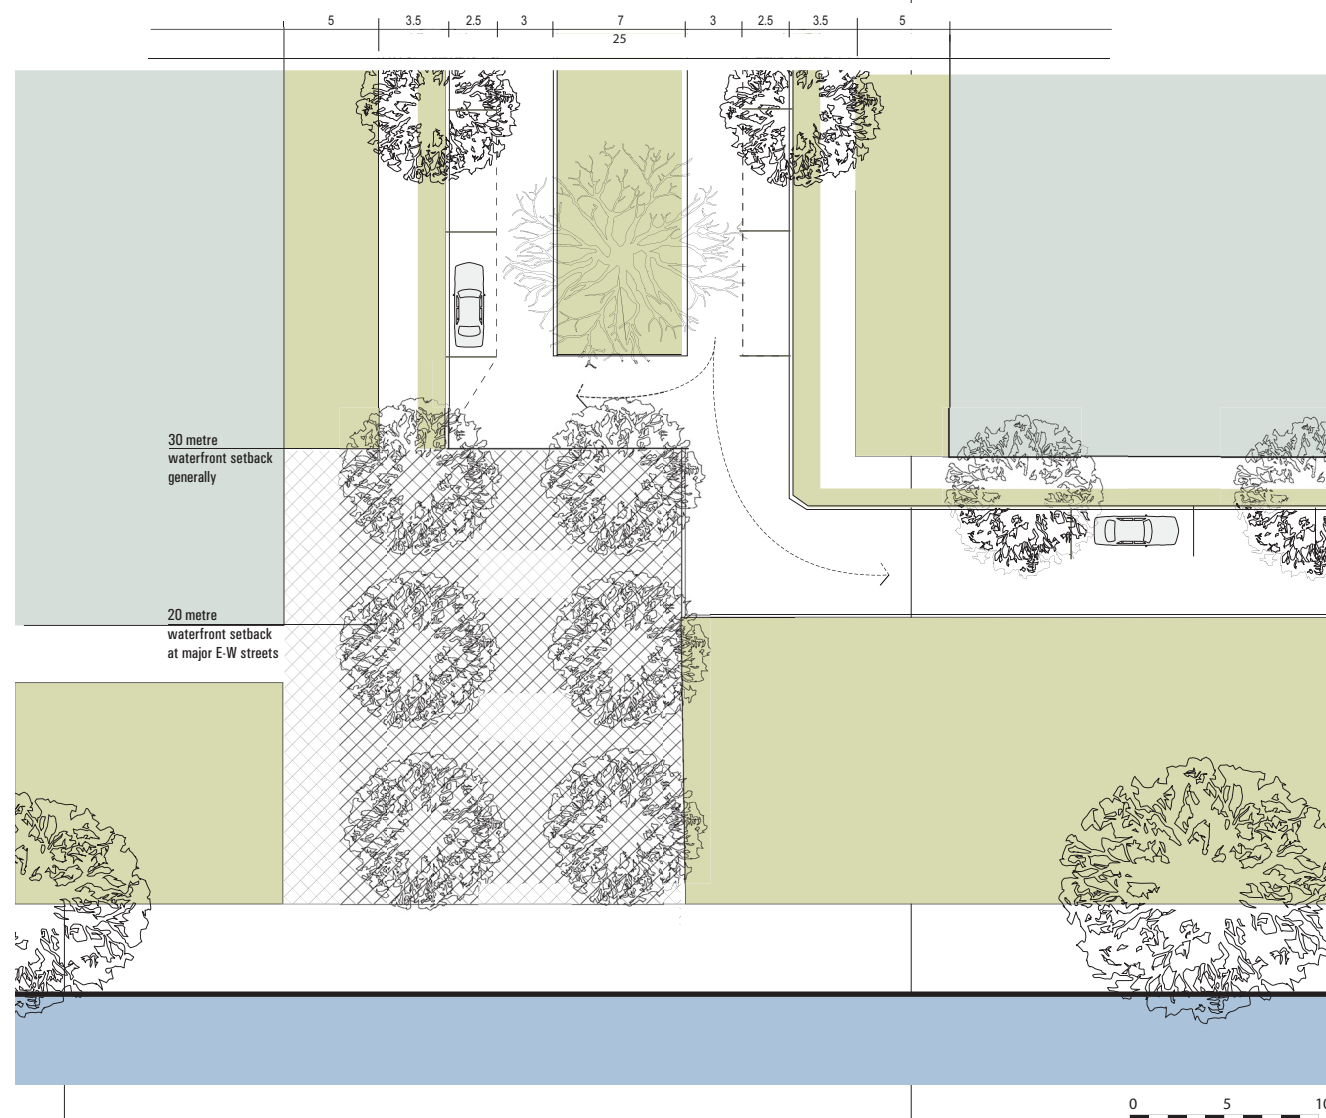 5 3.5 2.5 3 7 3 2.5 3.5 5
25
30 metre
waterfront setback
generally
20 metre
waterfront setback
at major E-W streets
0 5 10